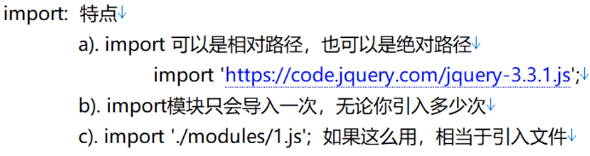 import:  特点↓
a). import 可以是相对路径，也可以是绝对路径↓
import 'https://code.jquery.com/jquery-3.3.1.js';
b). import模块只会导入一次，无论你引入多少次↓
c). import './modules/1.js';  如果这么用，相当于引入文件↓